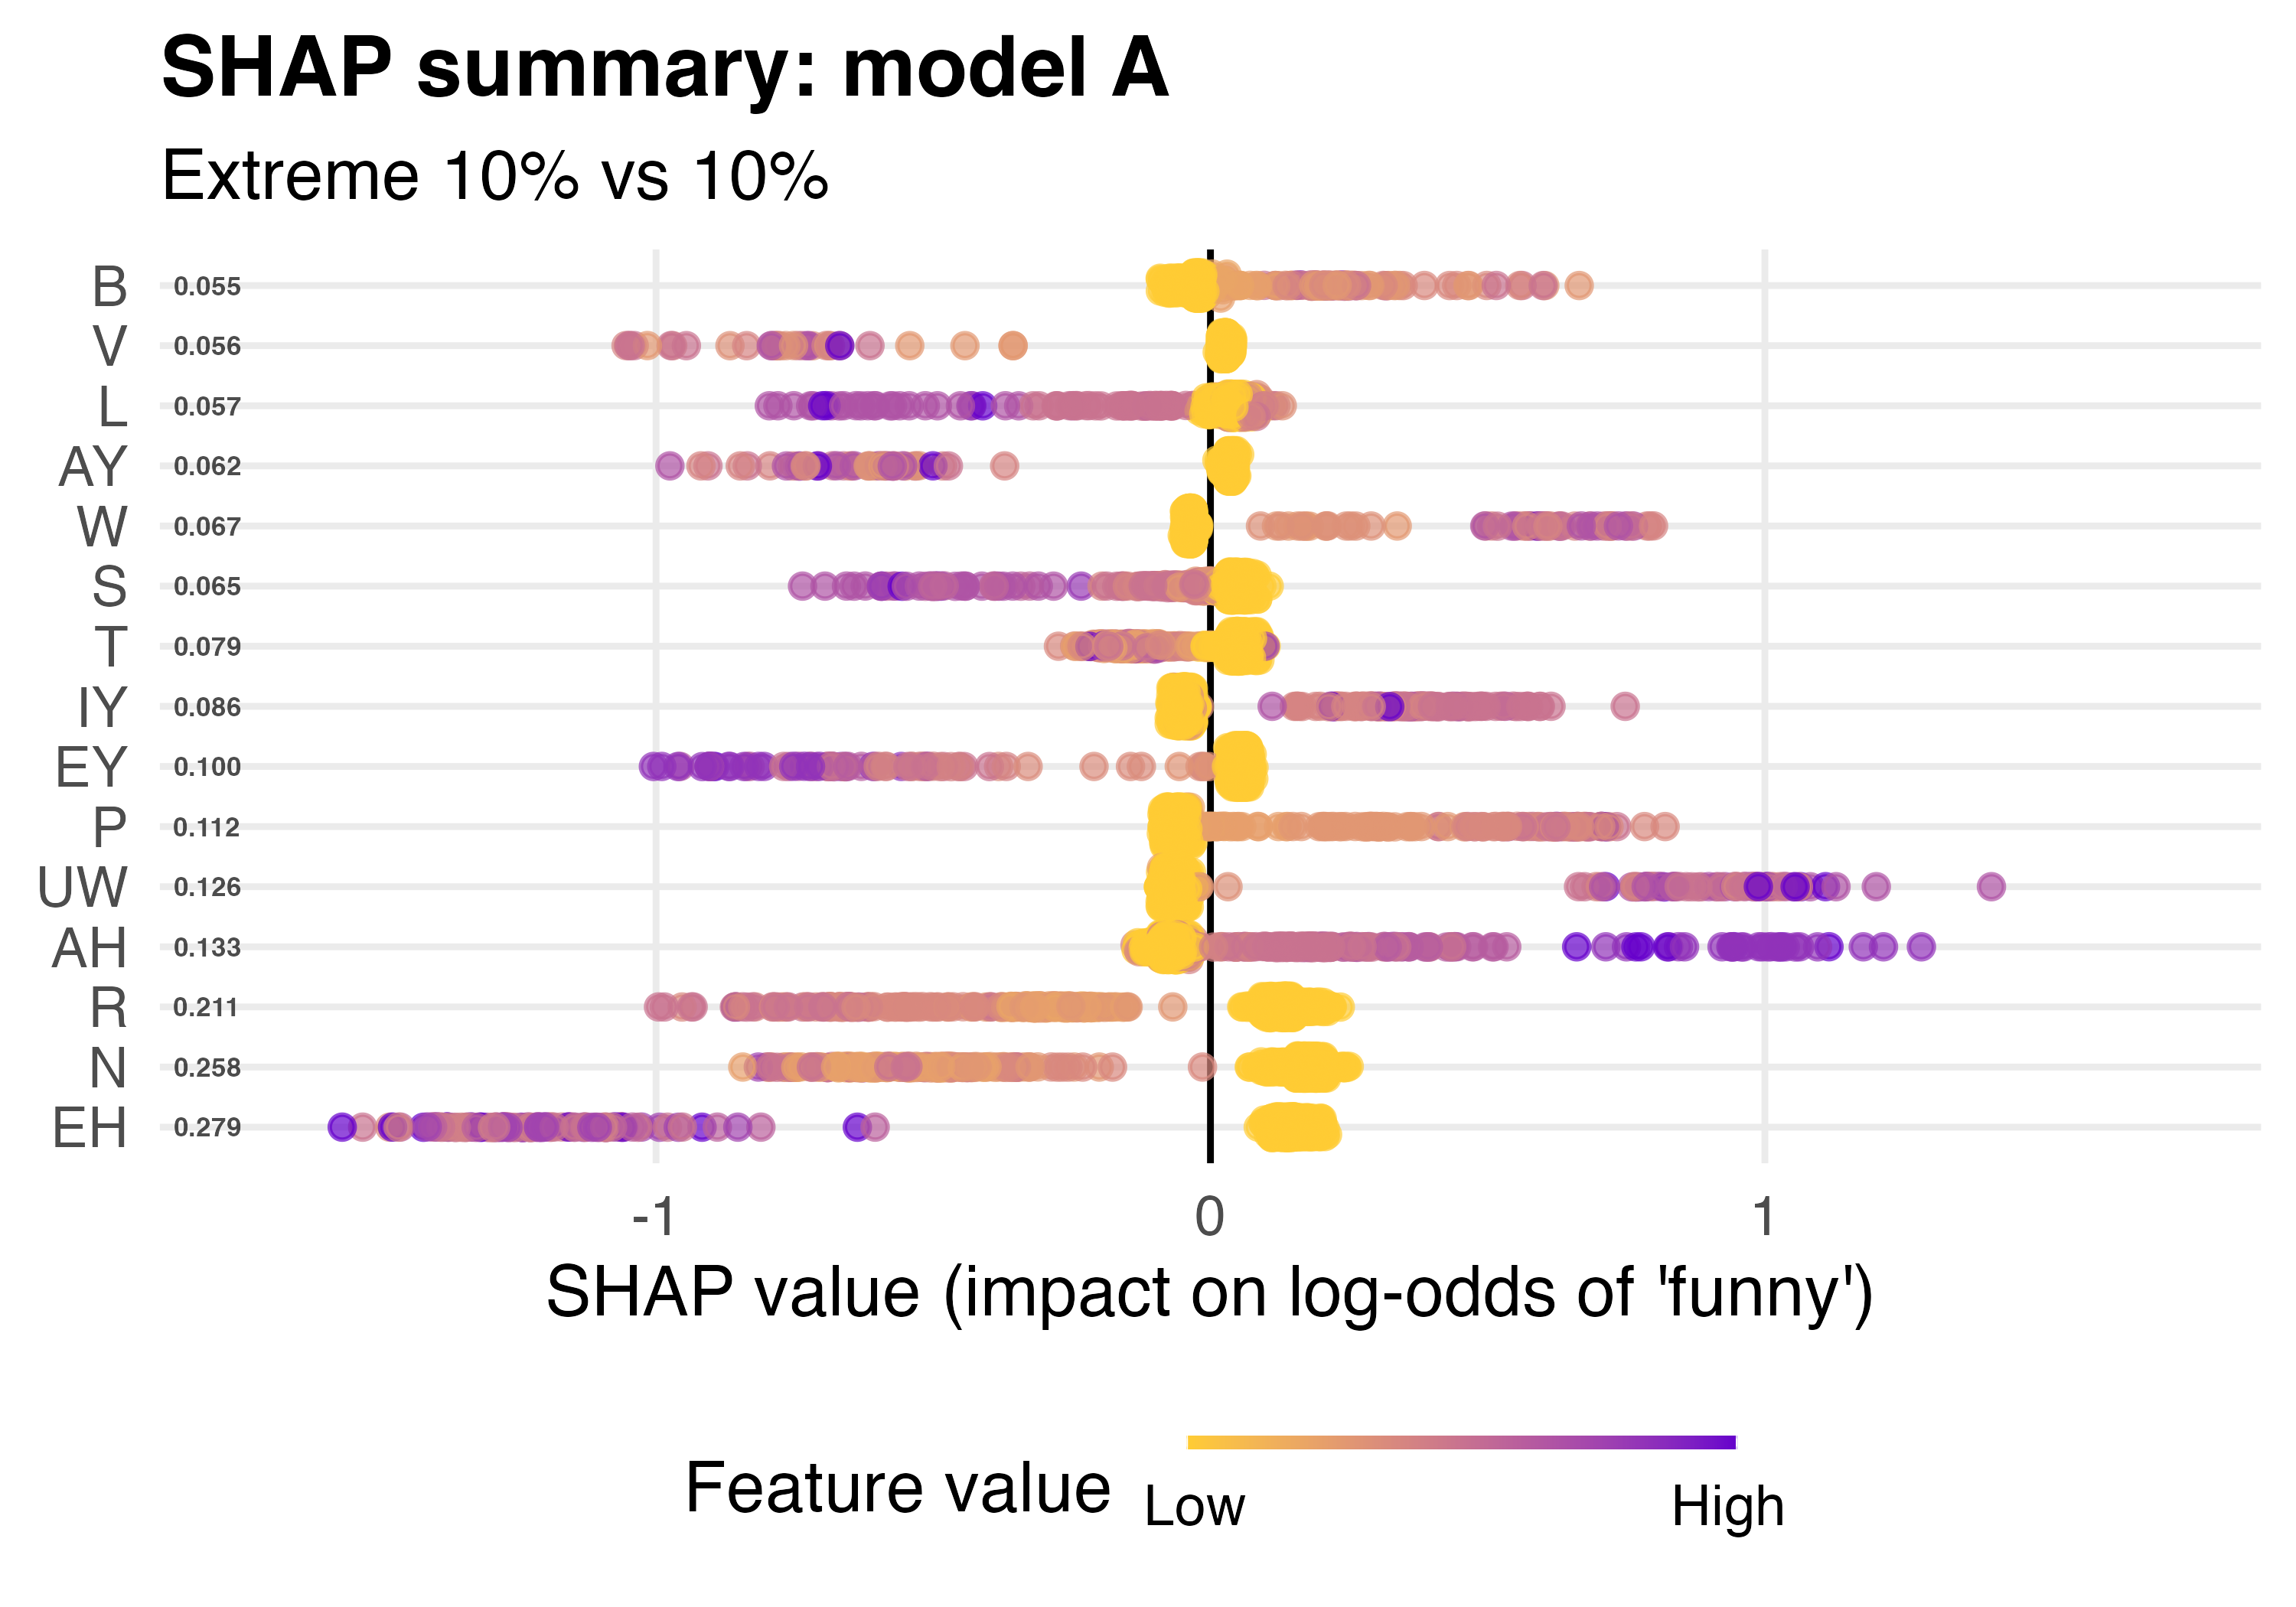 SHAP summary: model A
Extreme 10% vs 10%
B 0.055
V 0.056
L 0.057
AY 0.062
W 0.067
S 0.065
T 0.079
IY 0.086
EY 0.100
P 0.112
UW 0.126
AH 0.133
R 0.211
N 0.258
EH 0.279
-1 0 1
SHAP value (impact on log-odds of 'funny')
Feature value
Low High